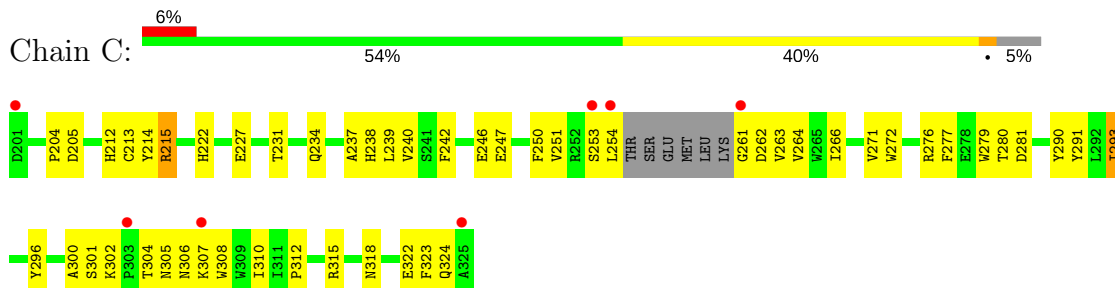 6%
Chain C:
54% 40% • 5%
D201 P204 D205 H212 C213 Y214 R215 H222 E227 T231 Q234 A237 H238 L239 V240 S241 F242 E246 E247 F250 V251 R252 S253 L254 THR SER GLU MET LEU LYS G261 D262 V263 V264 W265 I266 V271 W272 R276 F277 E278 W279 T280 D281 Y290 Y291 L292 I293
Y296 A300 S301 K302 P303 T304 N305 N306 K307 W308 W309 I310 I311 P312 R315 N318 E322 F323 Q324 A325